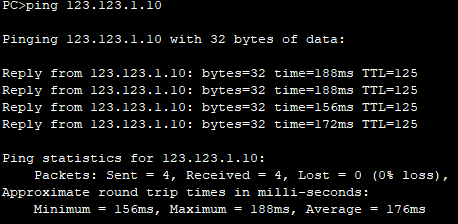 PC>ping 123.123.1.10
Pinging 123.123.1.10 with 32 bytes of data:
Reply from 123.123.1.10: bytes=32 time=188ms TTL=125
Reply from 123.123.1.10: bytes=32 time=188ms TTL=125
Reply from 123.123.1.10: bytes=32 time=156ms TTL=125
Reply from 123.123.1.10: bytes=32 time=172ms TTL=125
Ping statistics for 123.123.1.10:
    Packets: Sent = 4, Received = 4, Lost = 0 (0% loss),
Approximate round trip times in milli-seconds:
    Minimum = 156ms, Maximum = 188ms, Average = 176ms